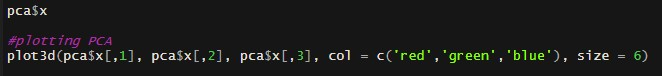 pca$x
#plotting PCA
plot3d(pca$x[,1], pca$x[,2], pca$x[,3], col = c('red','green','blue'), size = 6)